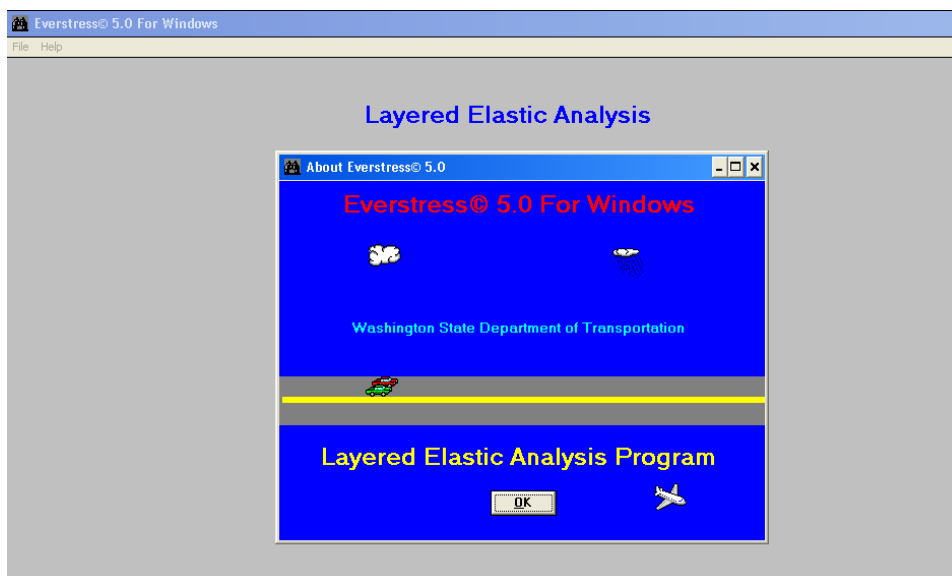 Everstress© 5.0 For Windows
File Help
Layered Elastic Analysis
About Everstress© 5.0
Everstress© 5.0 For Windows
Washington State Department of Transportation
Layered Elastic Analysis Program
OK